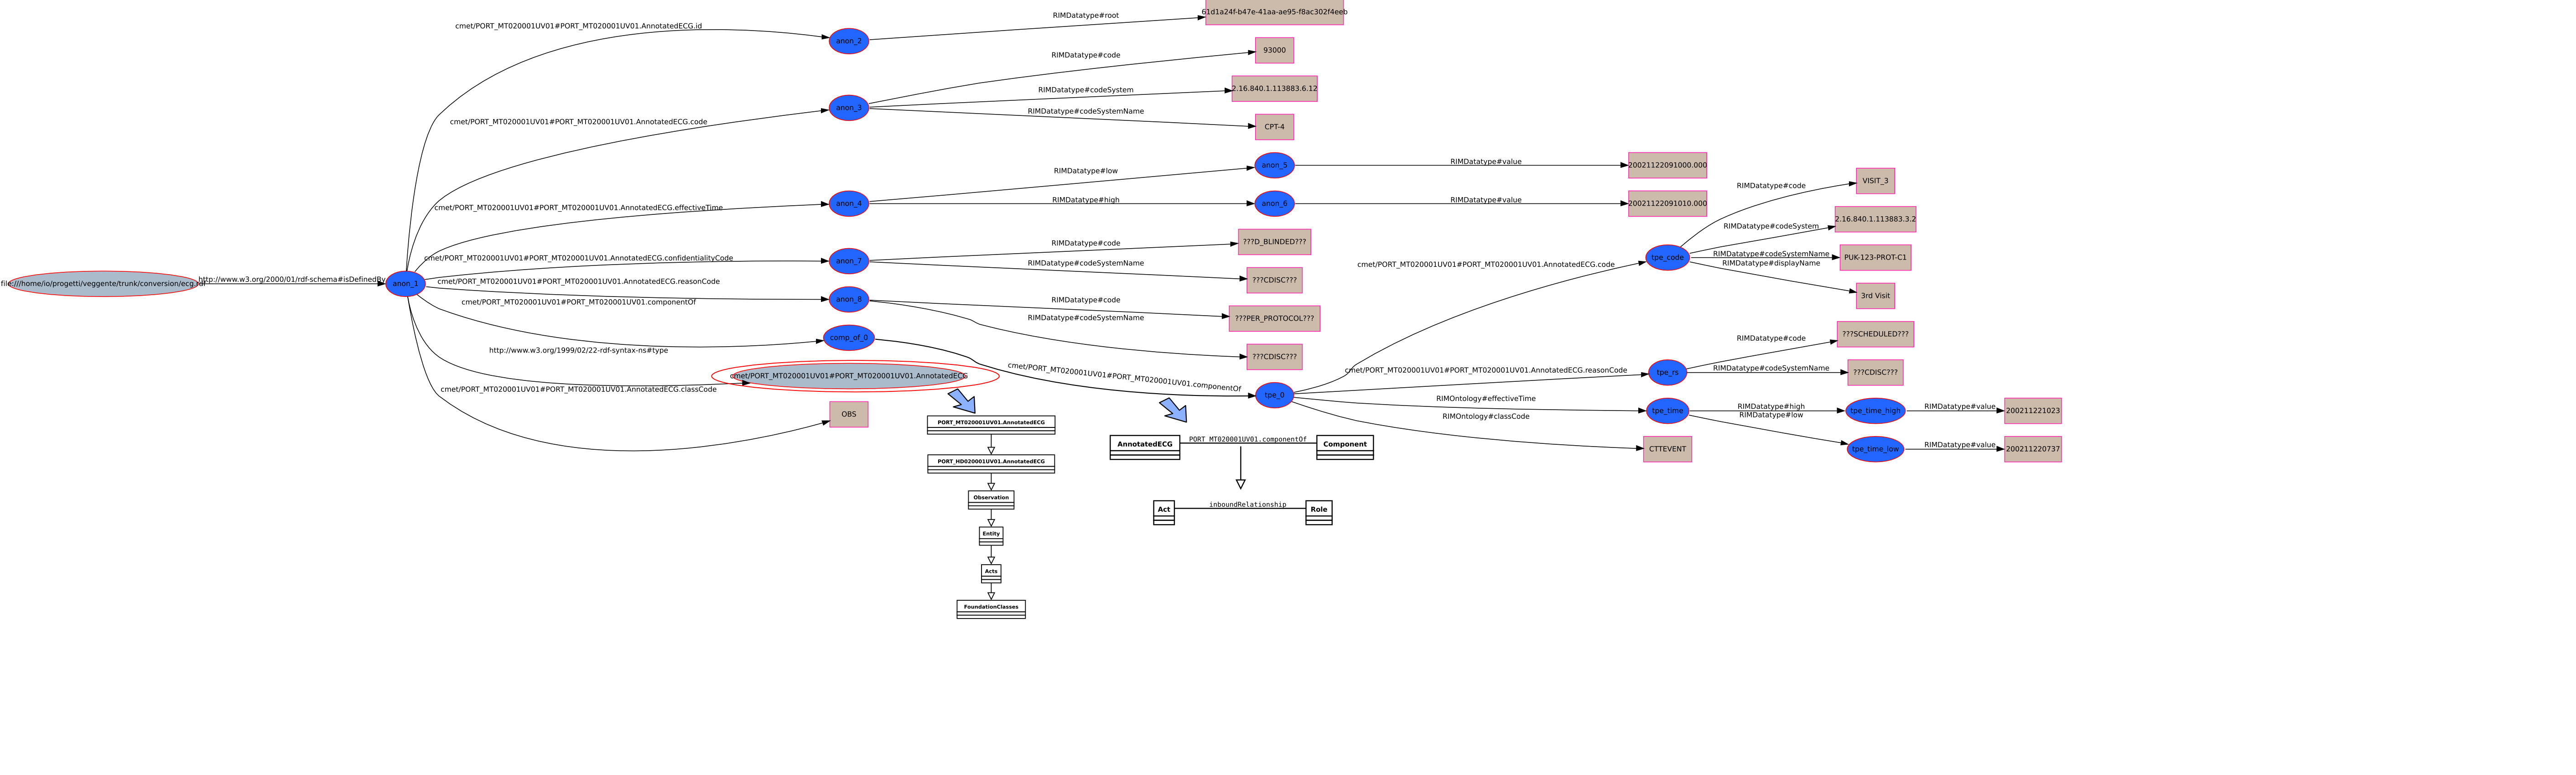 file:///home/io/progetti/veggente/trunk/conversion/ecg.rdf
http://www.w3.org/2000/01/rdf-schema#isDefinedBy
anon_1
cmet/PORT_MT020001UV01#PORT_MT020001UV01.AnnotatedECG.id
anon_2
RIMDatatype#root
61d1a24f-b47e-41aa-ae95-f8ac302f4eeb
cmet/PORT_MT020001UV01#PORT_MT020001UV01.AnnotatedECG.code
anon_3
RIMDatatype#code
93000
RIMDatatype#codeSystem
2.16.840.1.113883.6.12
RIMDatatype#codeSystemName
CPT-4
cmet/PORT_MT020001UV01#PORT_MT020001UV01.AnnotatedECG.effectiveTime
anon_4
RIMDatatype#low
anon_5
RIMDatatype#value
20021122091000.000
RIMDatatype#high
anon_6
RIMDatatype#value
20021122091010.000
cmet/PORT_MT020001UV01#PORT_MT020001UV01.AnnotatedECG.confidentialityCode
anon_7
RIMDatatype#code
???D_BLINDED???
RIMDatatype#codeSystemName
???CDISC???
cmet/PORT_MT020001UV01#PORT_MT020001UV01.AnnotatedECG.reasonCode
anon_8
RIMDatatype#code
???PER_PROTOCOL???
RIMDatatype#codeSystemName
???CDISC???
cmet/PORT_MT020001UV01#PORT_MT020001UV01.componentOf
comp_of_0
http://www.w3.org/1999/02/22-rdf-syntax-ns#type
cmet/PORT_MT020001UV01#PORT_MT020001UV01.AnnotatedECG
cmet/PORT_MT020001UV01#PORT_MT020001UV01.AnnotatedECG.classCode
OBS
cmet/PORT_MT020001UV01#PORT_MT020001UV01.componentOf
tpe_0
cmet/PORT_MT020001UV01#PORT_MT020001UV01.AnnotatedECG.code
tpe_code
RIMDatatype#code
VISIT_3
RIMDatatype#codeSystem
2.16.840.1.113883.3.2
RIMDatatype#codeSystemName
PUK-123-PROT-C1
RIMDatatype#displayName
3rd Visit
cmet/PORT_MT020001UV01#PORT_MT020001UV01.AnnotatedECG.reasonCode
tpe_rs
RIMDatatype#code
???SCHEDULED???
RIMDatatype#codeSystemName
???CDISC???
RIMOntology#effectiveTime
tpe_time
RIMDatatype#high
tpe_time_high
RIMDatatype#value
200211221023
RIMDatatype#low
tpe_time_low
RIMDatatype#value
200211220737
RIMOntology#classCode
CTTEVENT
PORT_MT020001UV01.AnnotatedECG
PORT_HD020001UV01.AnnotatedECG
Observation
Entity
Acts
FoundationClasses
AnnotatedECG
PORT_MT020001UV01.componentOf
Component
Act
inboundRelationship
Role